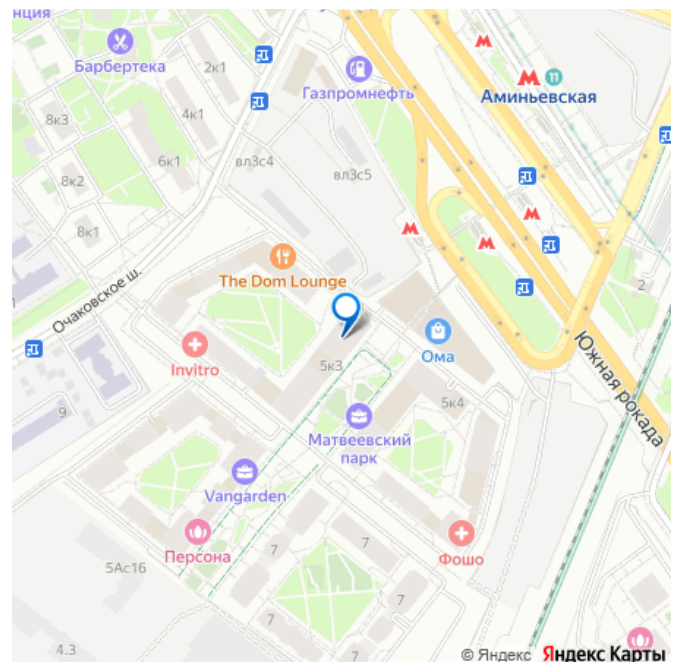 нция
Барбертека
2к1
Газпромнефть
М 11
Аминьевская
8к3
4к1
6к1
вл3с4
вл3с5
8к2
8к1
М
М
М
2
The Dom Lounge
Очаковское ш.
1
Invitro
5к3
Ома
Южная рокада
9
5к4
Матвеевский
парк
Vangarden
Персона
7
7
Фошо
5Ас16
7
7
4.3
© Яндекс Яндекс Карты